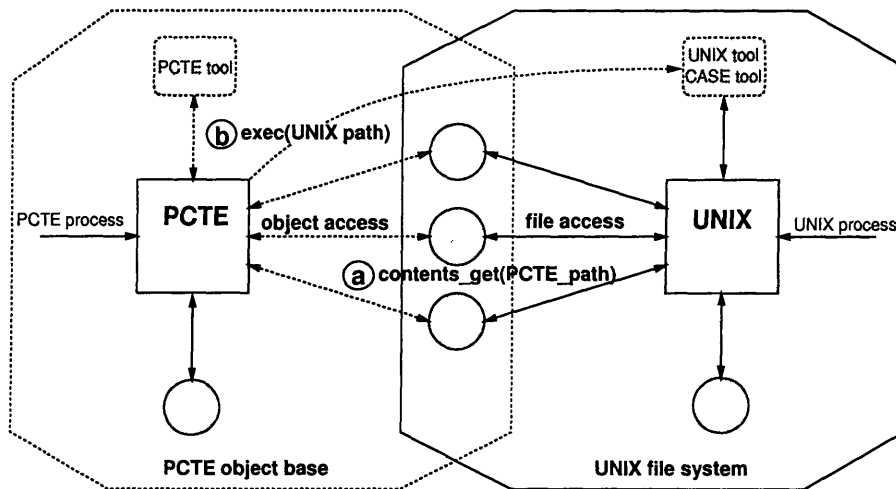 PCTE tool
UNIX tool
CASE tool
b exec(UNIX path)
PCTE process
PCTE
object access
file access
UNIX
UNIX process
a contents_get(PCTE_path)
PCTE object base
UNIX file system